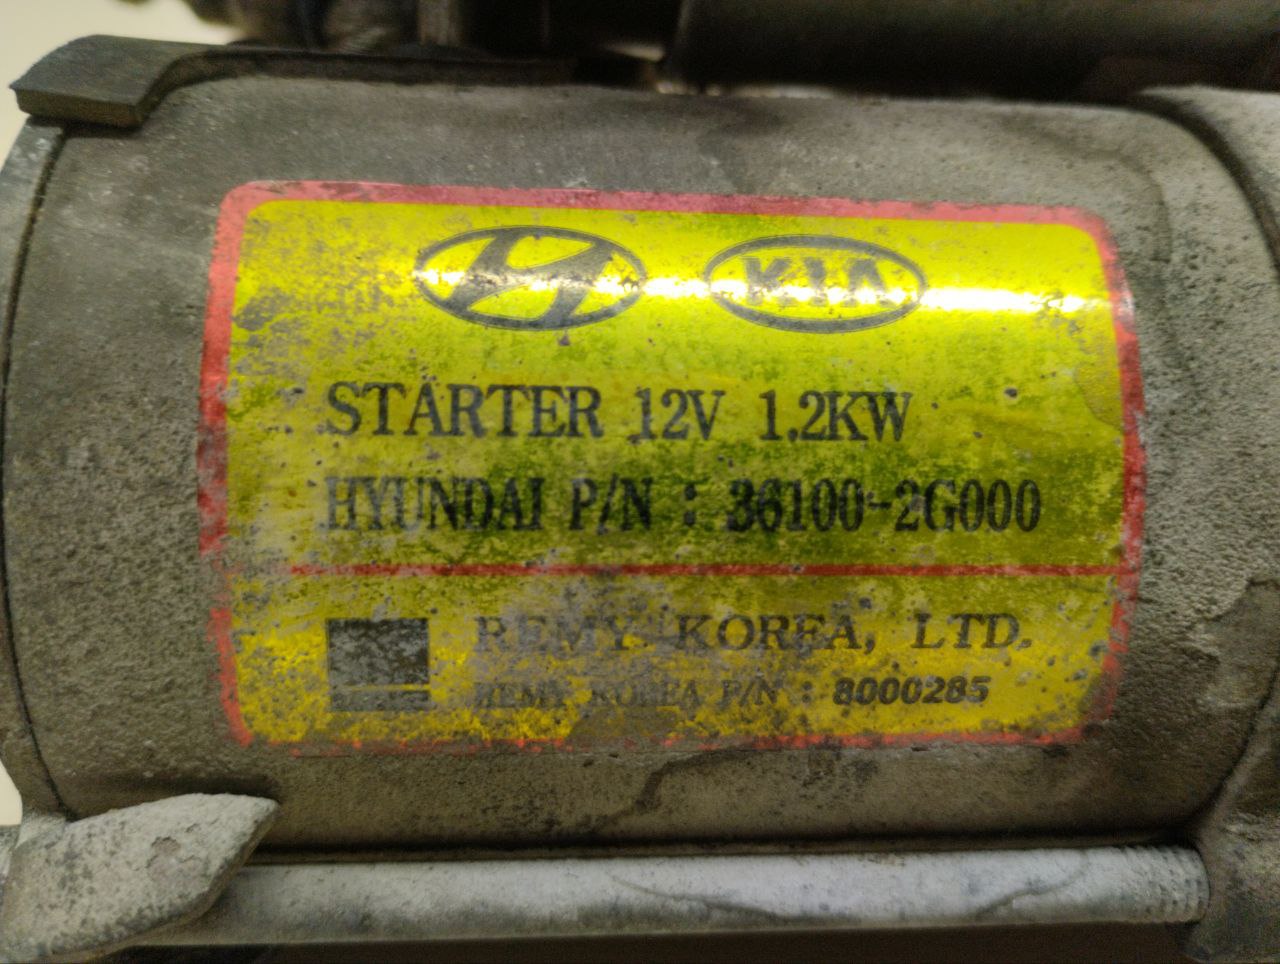 KIA
STARTER 12V 1.2KW
HYUNDAI P/N : 36100-2G000
REMY KOREA, LTD.
REMY KOREA P/N : 8000285